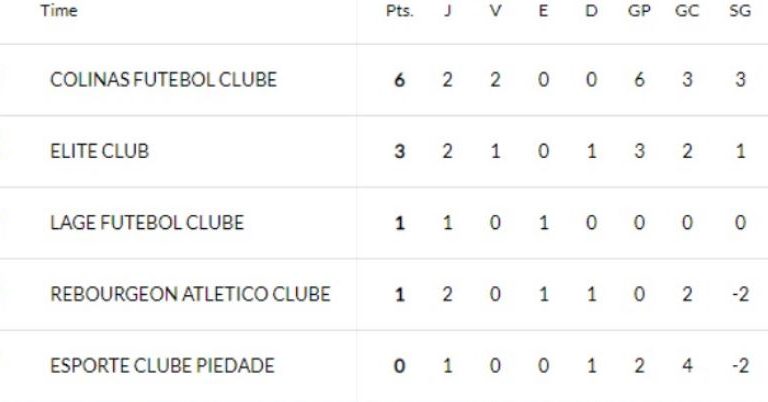 Time Pts. J V E D GP GC SG
COLINAS FUTEBOL CLUBE 6 2 2 0 0 6 3 3
ELITE CLUB 3 2 1 0 1 3 2 1
LAGE FUTEBOL CLUBE 1 1 0 1 0 0 0 0
REBOURGEON ATLETICO CLUBE 1 2 0 1 1 0 2 -2
ESPORTE CLUBE PIEDADE 0 1 0 0 1 2 4 -2